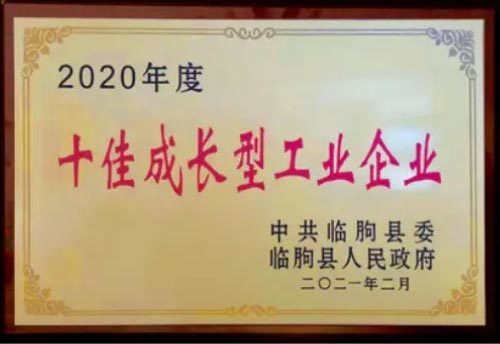 2020年度
十佳成长型工业企业
中共临朐县委
临朐县人民政府
二〇二一年二月